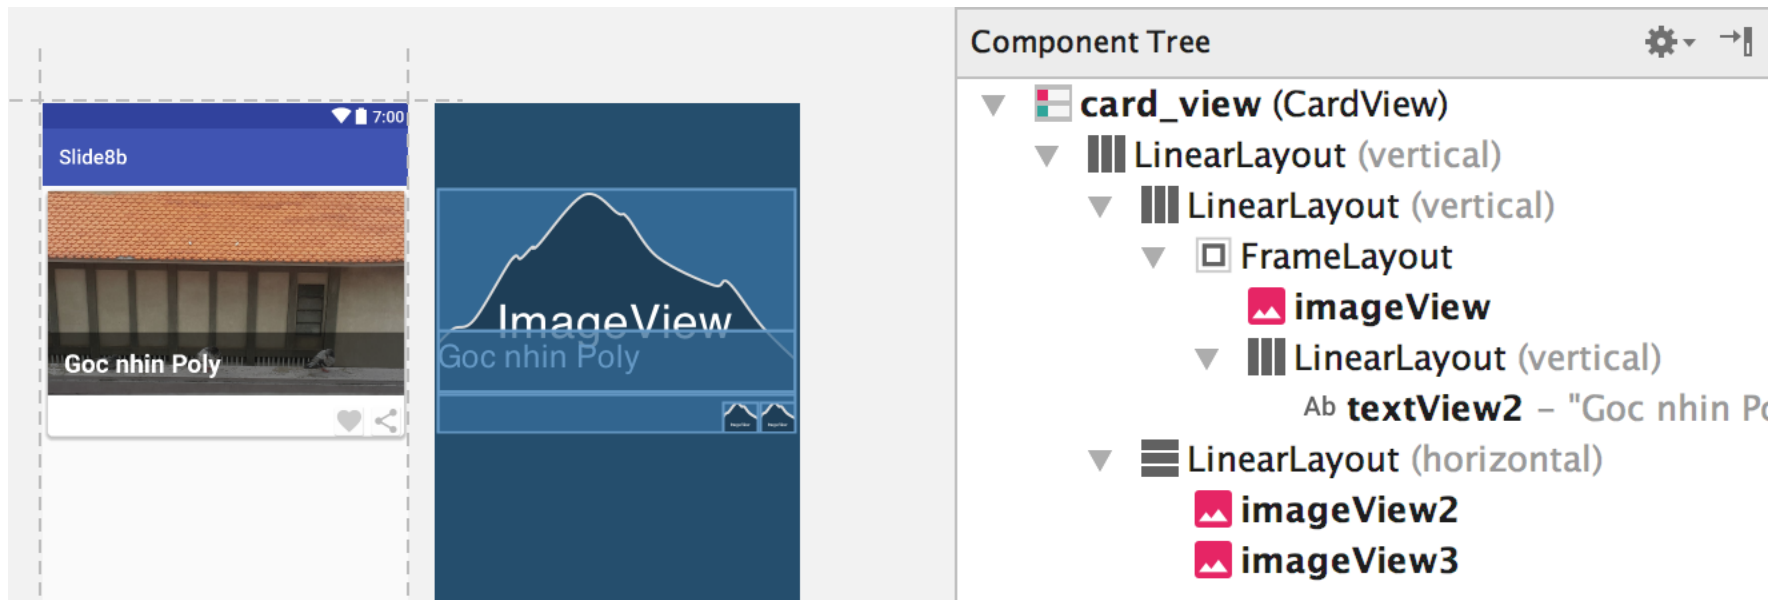 7:00
Slide8b
Goc nhin Poly
ImageView
Goc nhin Poly
Component Tree
card_view (CardView)
LinearLayout (vertical)
LinearLayout (vertical)
FrameLayout
imageView
LinearLayout (vertical)
Ab textView2 – "Goc nhin Po
LinearLayout (horizontal)
imageView2
imageView3